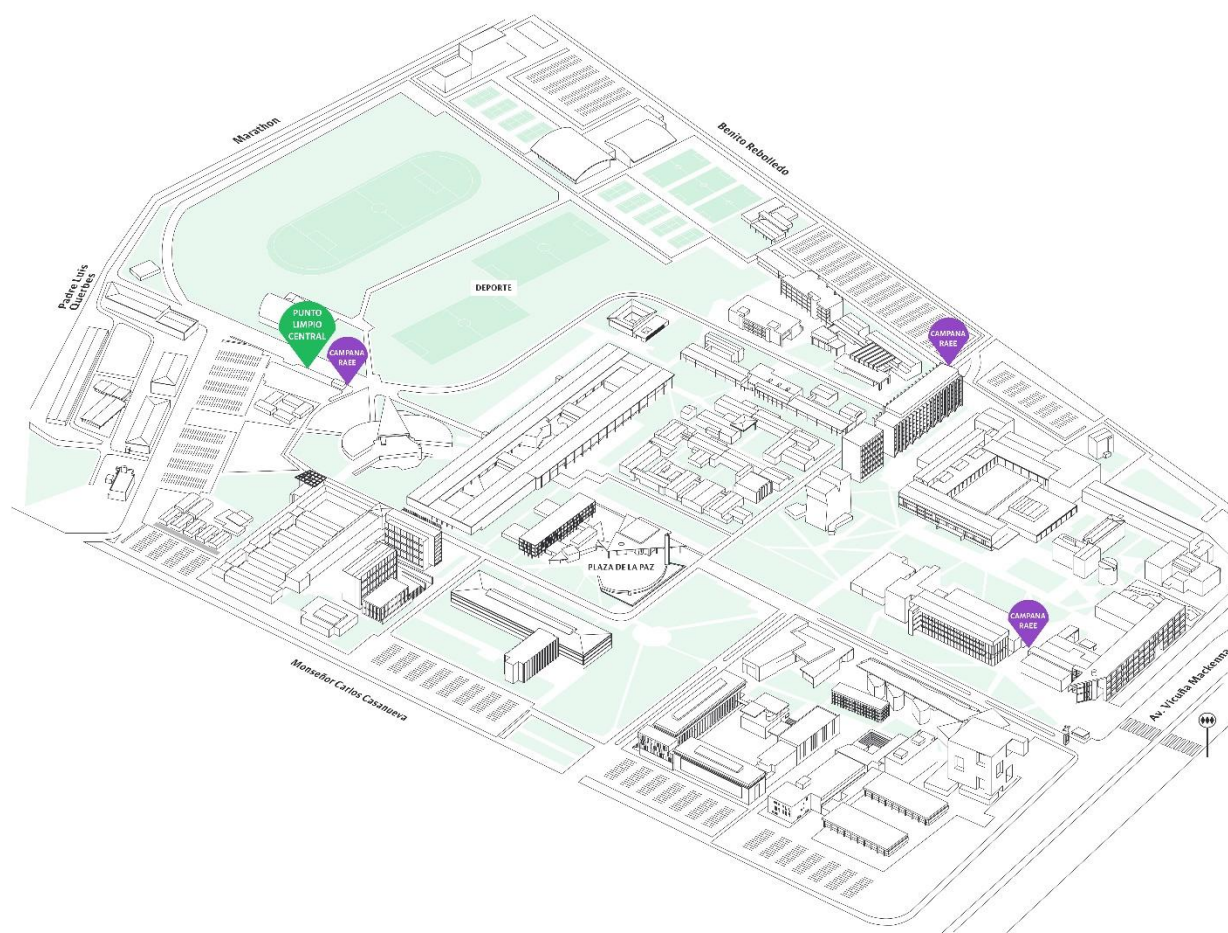 Marathon
Benito Rebolledo
Padre Luis
Querbes
DEPORTE
PUNTO
LIMPIO
CENTRAL
CAMPANA
RAEE
CAMPANA
RAEE
PLAZA DE LA PAZ
CAMPANA
RAEE
Monseñor Carlos Casanueva
Av. Vicuña Mackenna